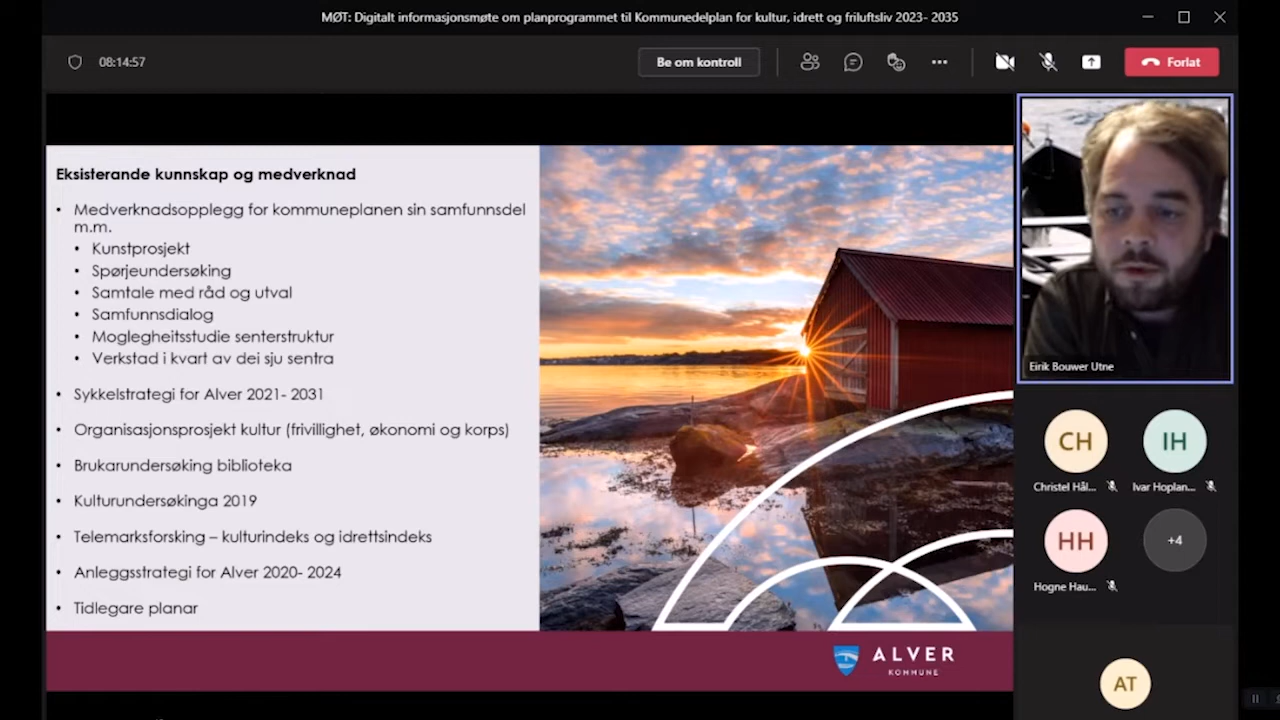 MØT: Digitalt informasjonsmøte om planprogrammet til Kommunedelplan for kultur, idrett og friluftsliv 2023- 2035
08:14:57
Be om kontroll
Forlat
Eksisterande kunnskap og medverknad
• Medverknadsopplegg for kommuneplanen sin samfunnsdel
m.m.
• Kunstprosjekt
• Spørjeundersøking
• Samtale med råd og utval
• Samfunnsdialog
• Moglegheitsstudie senterstruktur
• Verkstad i kvart av dei sju sentra
• Sykkelstrategi for Alver 2021- 2031
• Organisasjonsprosjekt kultur (frivillighet, økonomi og korps)
• Brukarundersøking biblioteka
• Kulturundersøkinga 2019
• Telemarksforsking – kulturindeks og idrettsindeks
• Anleggsstrategi for Alver 2020- 2024
• Tidlegare planar
ALVER
KOMMUNE
Eirik Bouwer Utne
CH
IH
Christel Hål...
Ivar Hoplan...
HH
+4
Hogne Hau...
AT